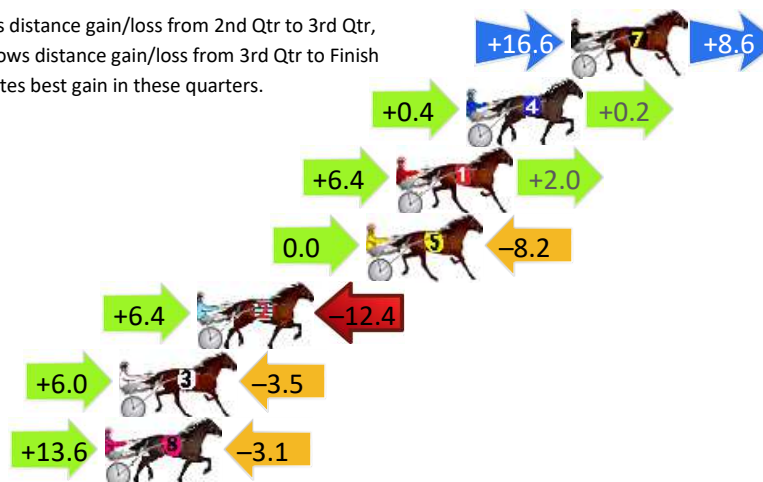 s distance gain/loss from 2nd Qtr to 3rd Qtr,
ows distance gain/loss from 3rd Qtr to Finish
tes best gain in these quarters.
+16.6 7 +8.6
+0.4 4 +0.2
+6.4 1 +2.0
0.0 5 –8.2
+6.4 2 –12.4
+6.0 3 –3.5
+13.6 8 –3.1